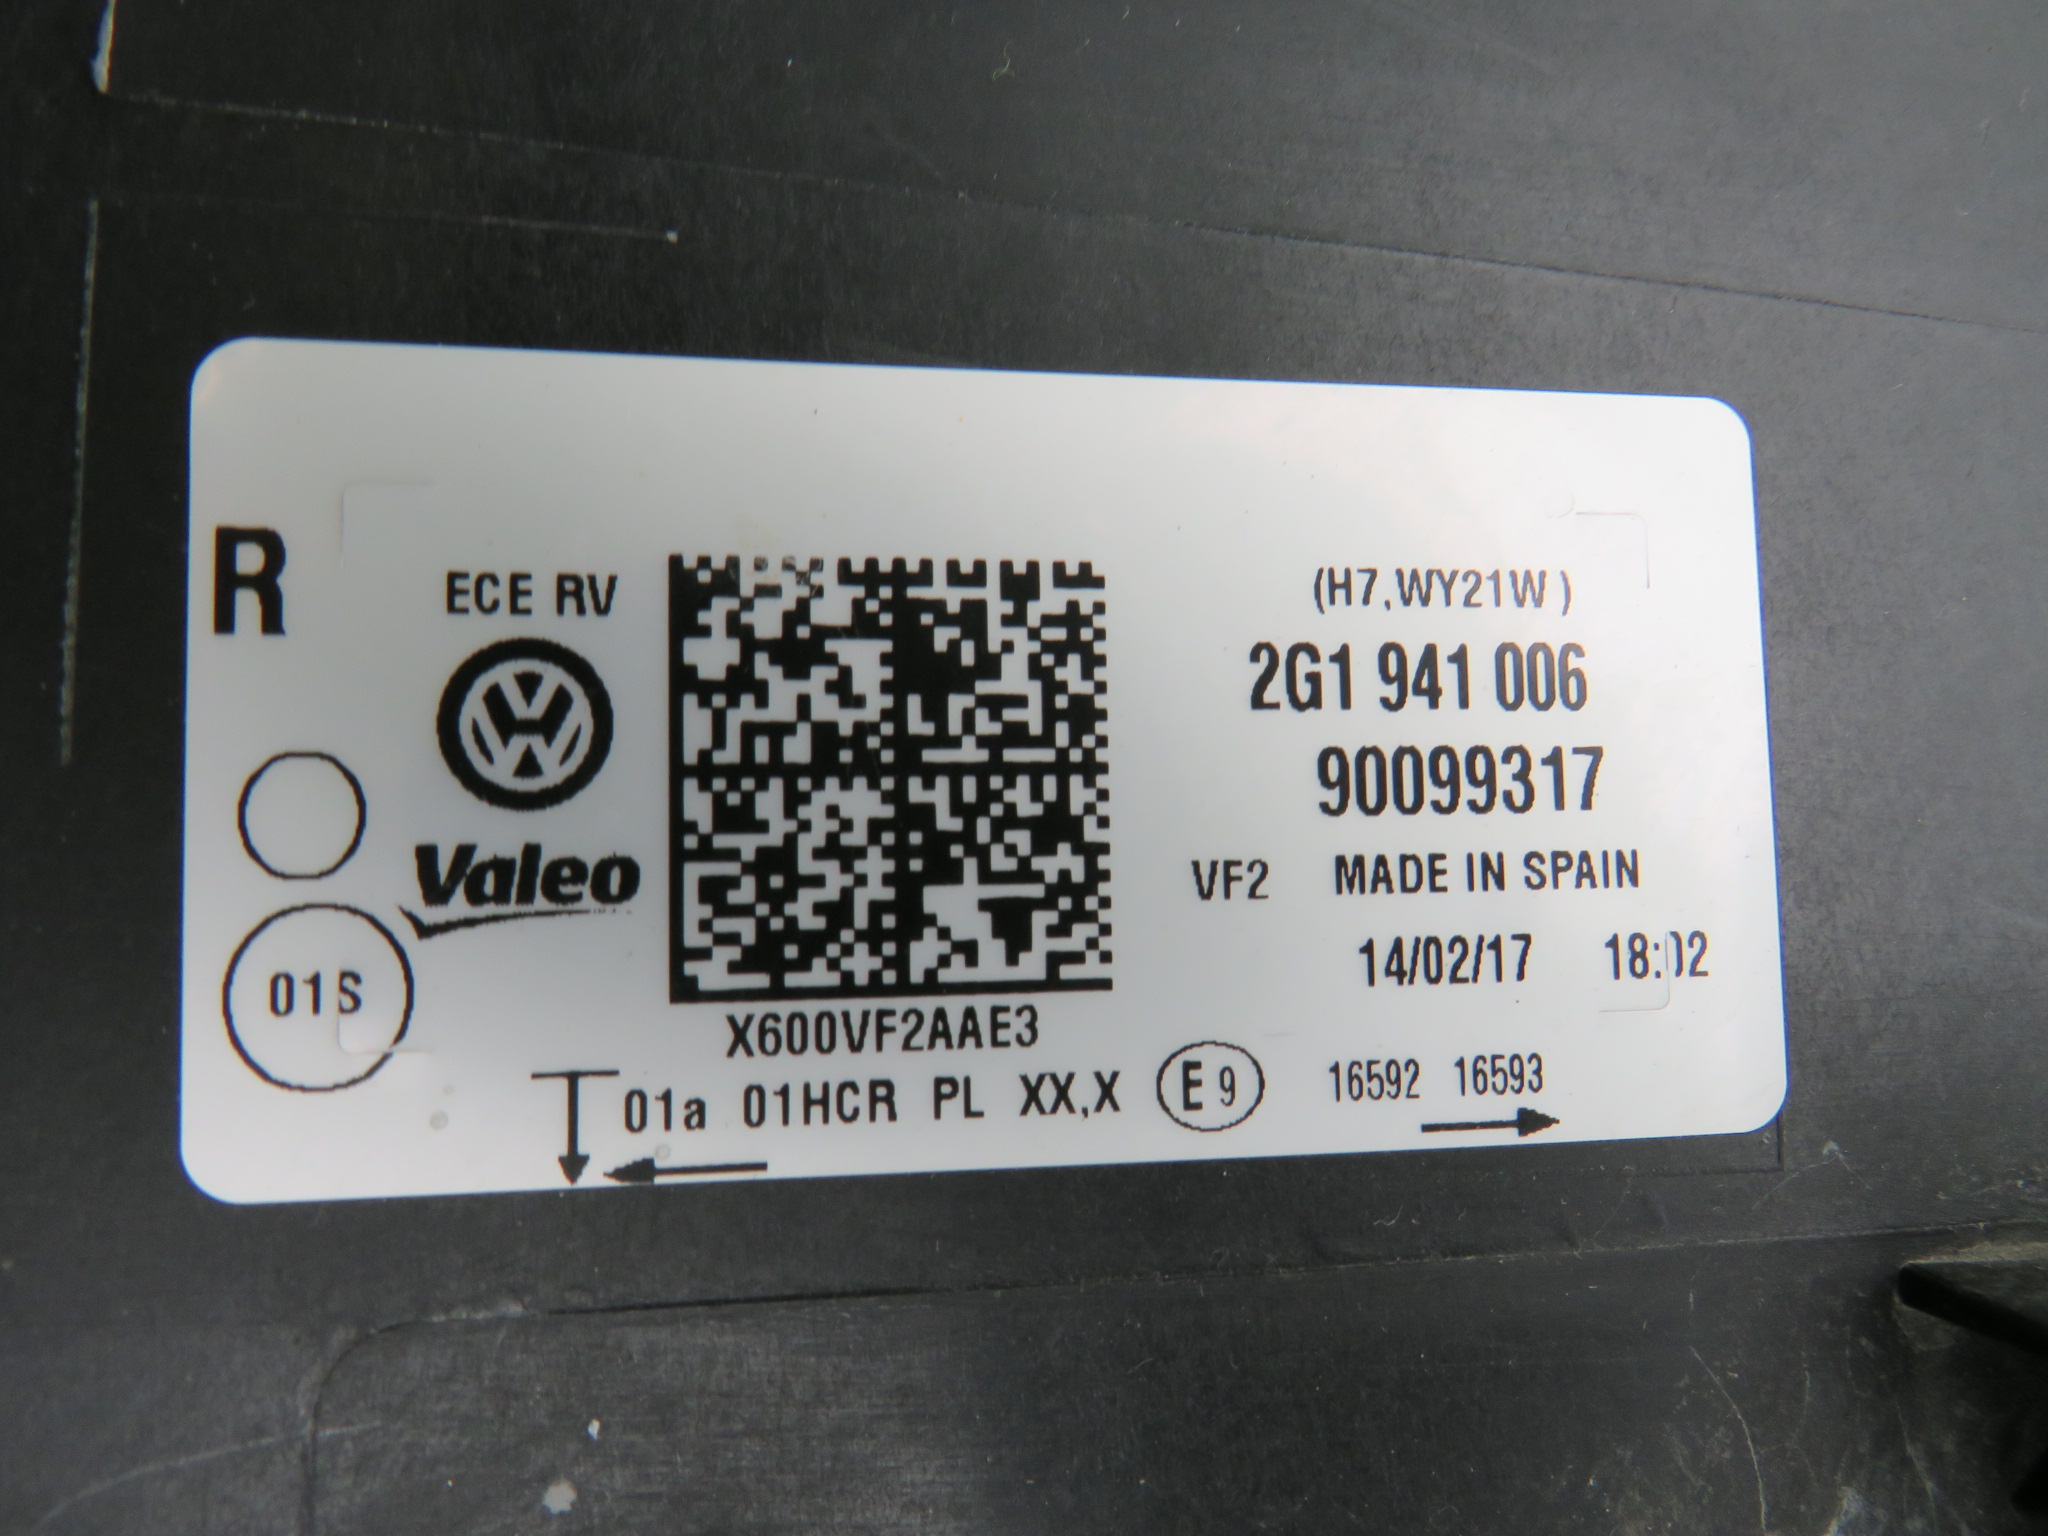 R
ECE RV
(H7,WY21W )
2G1 941 006
90099317
Valeo
VF2 MADE IN SPAIN
01S
14/02/17 18:02
X600VF2AAE3
01a 01HCR PL XX,X E 9 16592 16593